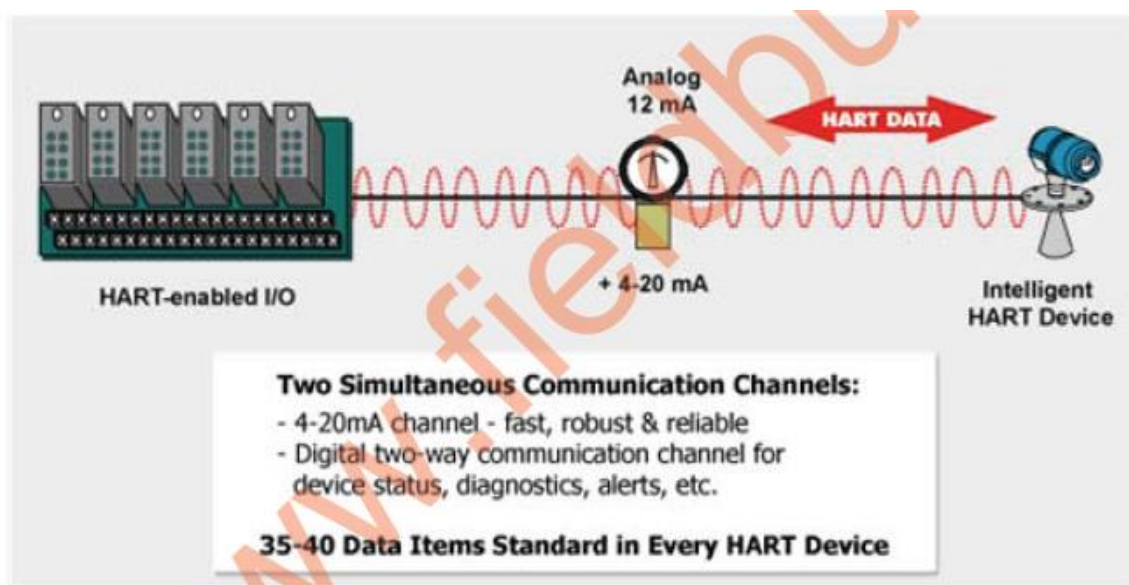 Analog
12 mA
HART DATA
+ 4-20 mA
HART-enabled I/O
Intelligent
HART Device
Two Simultaneous Communication Channels:
- 4-20mA channel - fast, robust & reliable
- Digital two-way communication channel for
device status, diagnostics, alerts, etc.
35-40 Data Items Standard in Every HART Device
www.fieldbu